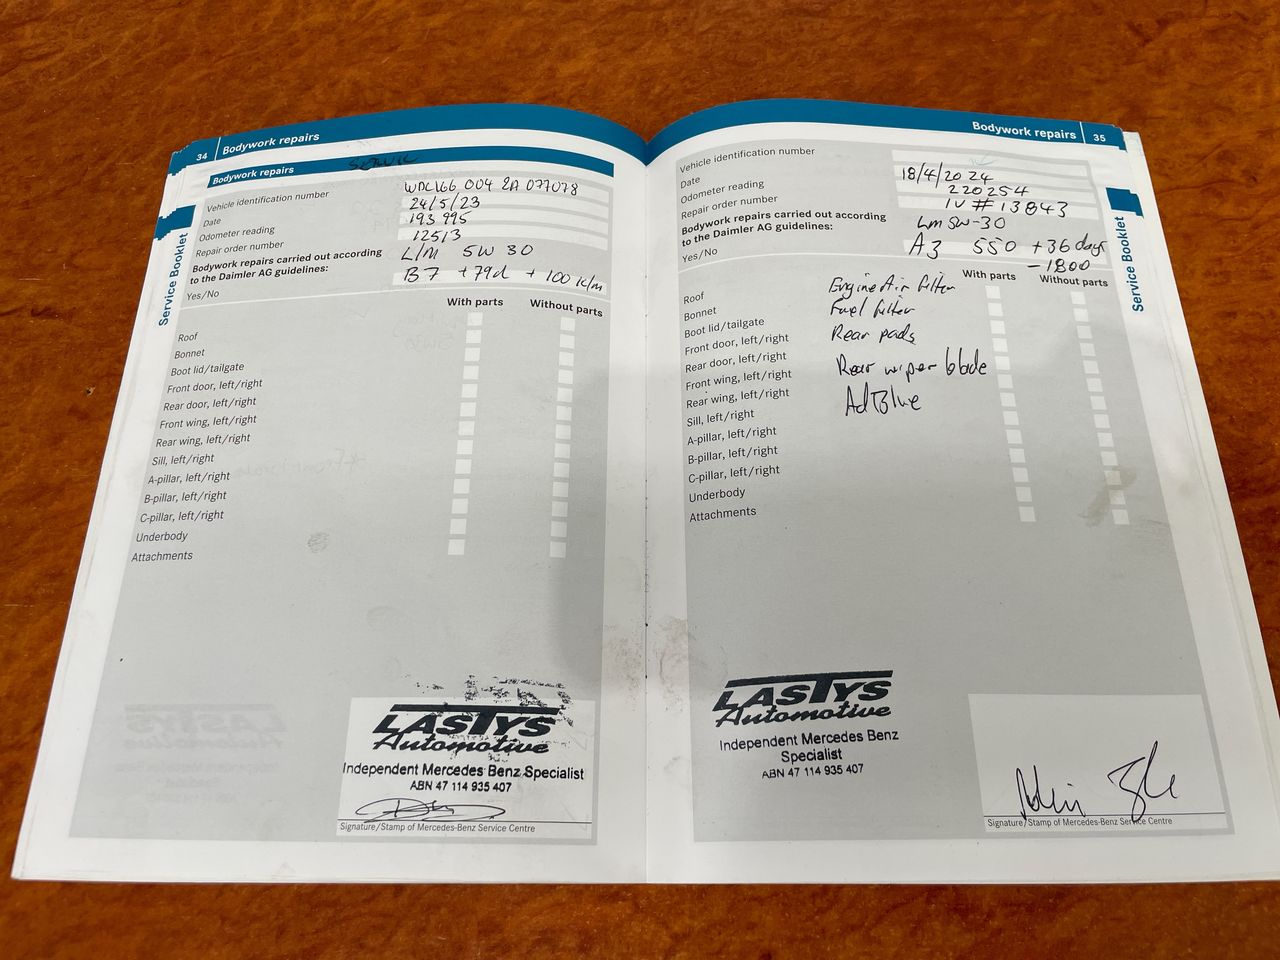 34 Bodywork repairs
Bodywork repairs
Vehicle identification number WDC166 004 2A 077078
Date 24/5/23
Odometer reading 193 995
Repair order number 12513
Bodywork repairs carried out according L/M 5W 30
to the Daimler AG guidelines:
Yes/No B7 +79d + 100 k/m
With parts Without parts
Roof
Bonnet
Boot lid/tailgate
Front door, left/right
Rear door, left/right
Front wing, left/right
Rear wing, left/right
Sill, left/right
A-pillar, left/right
B-pillar, left/right
C-pillar, left/right
Underbody
Attachments
LASTYS
Automotive
Independent Mercedes Benz Specialist
ABN 47 114 935 407
Signature/Stamp of Mercedes-Benz Service Centre
Service Booklet
Bodywork repairs 35
Vehicle identification number
Date 18/4/2024
Odometer reading 220254
Repair order number IV # 13843
Bodywork repairs carried out according Lm 5W-30
to the Daimler AG guidelines:
Yes/No A3 550 +36 days
-1800
With parts Without parts
Engine Air filter
Fuel filter
Rear pads
Rear wiper blade
AdBlue
Roof
Bonnet
Boot lid/tailgate
Front door, left/right
Rear door, left/right
Front wing, left/right
Rear wing, left/right
Sill, left/right
A-pillar, left/right
B-pillar, left/right
C-pillar, left/right
Underbody
Attachments
LASTYS
Automotive
Independent Mercedes Benz
Specialist
ABN 47 114 935 407
Signature/Stamp of Mercedes-Benz Service Centre
Service Booklet